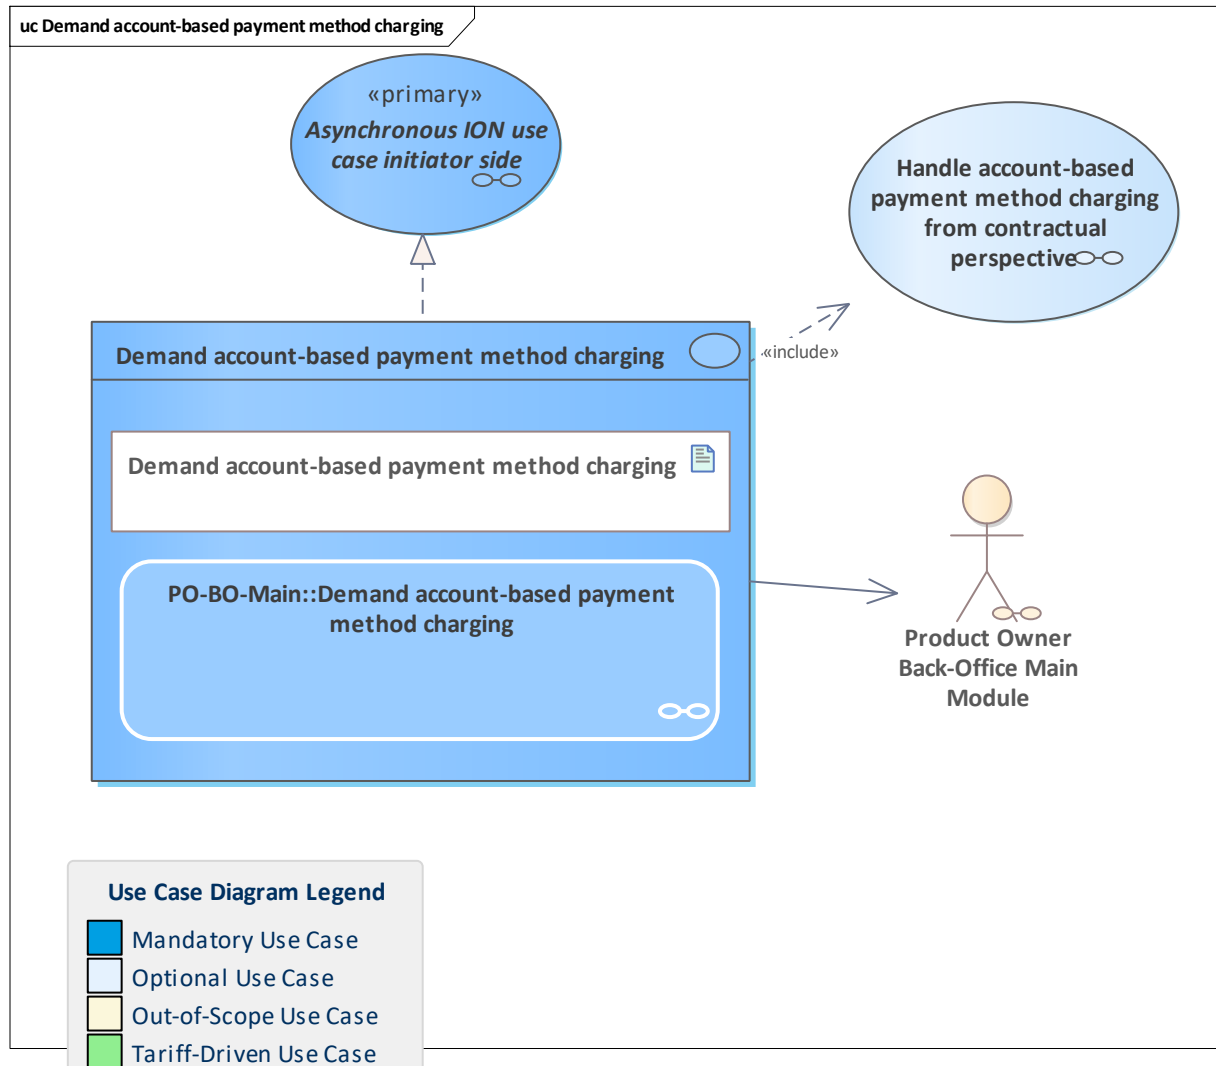 uc Demand account-based payment method charging
«primary»
Asynchronous ION use
case initiator side
Handle account-based
payment method charging
from contractual
perspective
Demand account-based payment method charging
«include»
Demand account-based payment method charging
PO-BO-Main::Demand account-based payment
method charging
Product Owner
Back-Office Main
Module
Use Case Diagram Legend
Mandatory Use Case
Optional Use Case
Out-of-Scope Use Case
Tariff-Driven Use Case